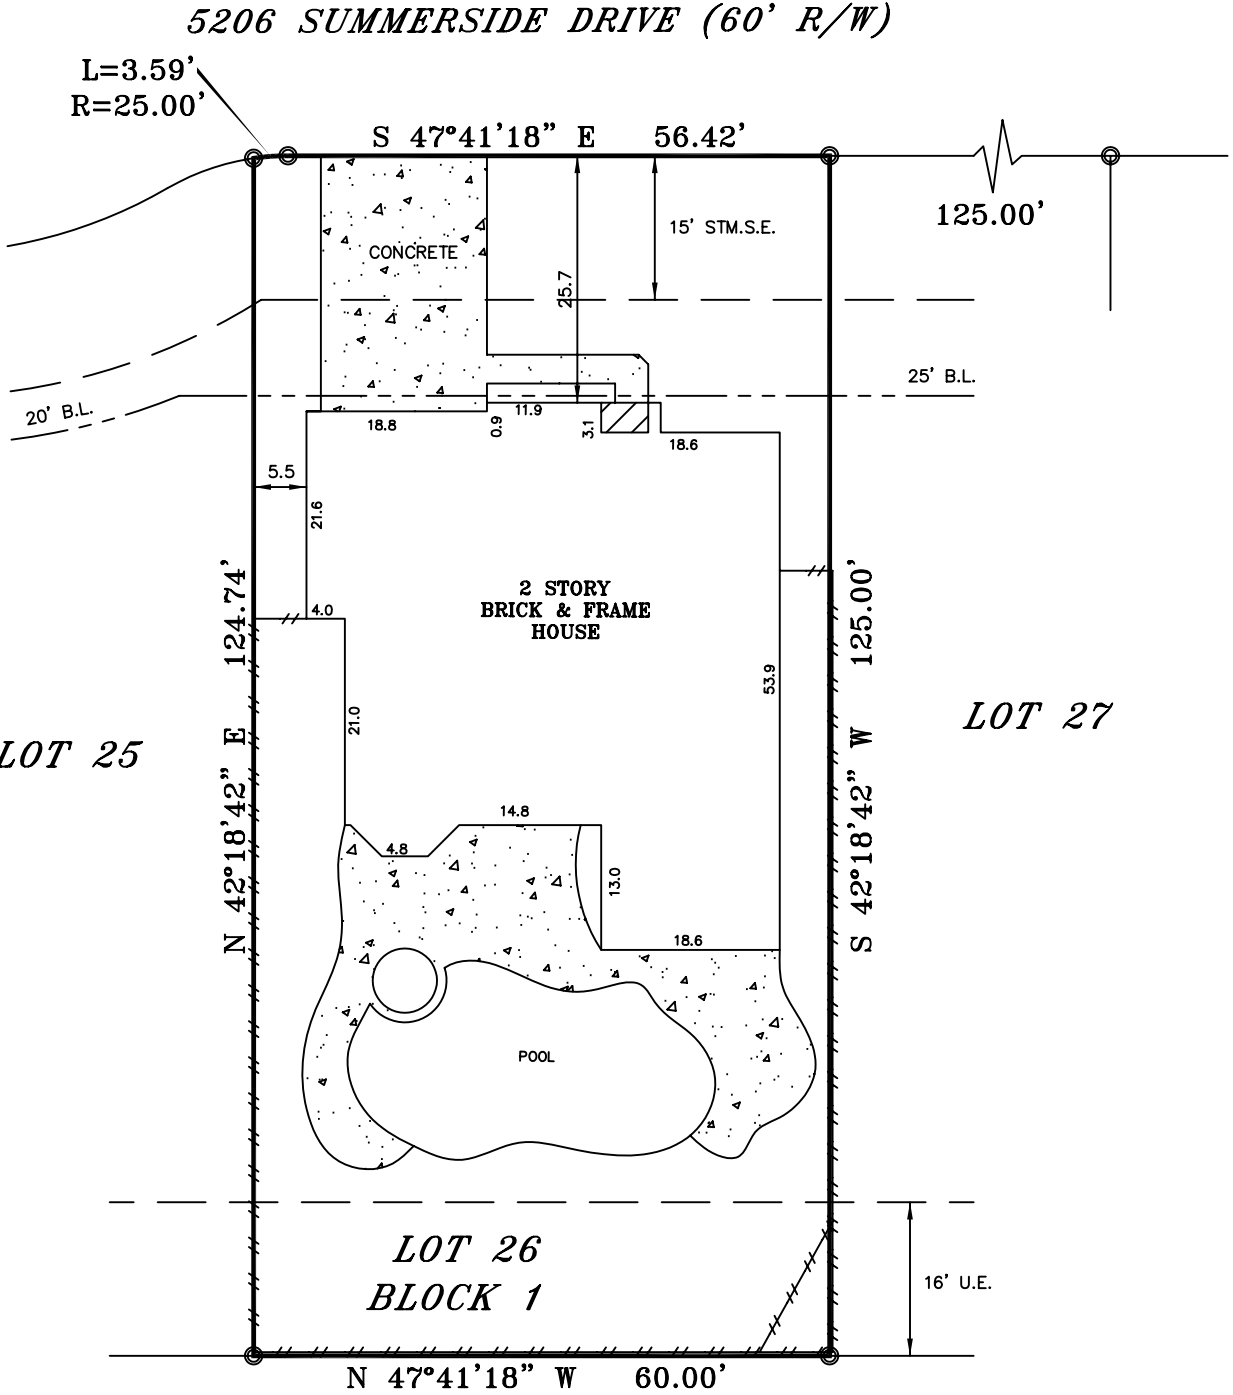 5206 SUMMERSIDE DRIVE (60' R/W)
L=3.59'
R=25.00'
S 47°41'18" E 56.42'
125.00'
15' STM.S.E.
CONCRETE
25.7
25' B.L.
20' B.L.
11.9
18.8
0.9
3.1
18.6
5.5
21.6
4.0
2 STORY
BRICK & FRAME
HOUSE
N 42°18'42" E 124.74'
S 42°18'42" W 125.00'
53.9
21.0
LOT 27
LOT 25
14.8
4.8
13.0
18.6
POOL
LOT 26
BLOCK 1
16' U.E.
N 47°41'18" W 60.00'